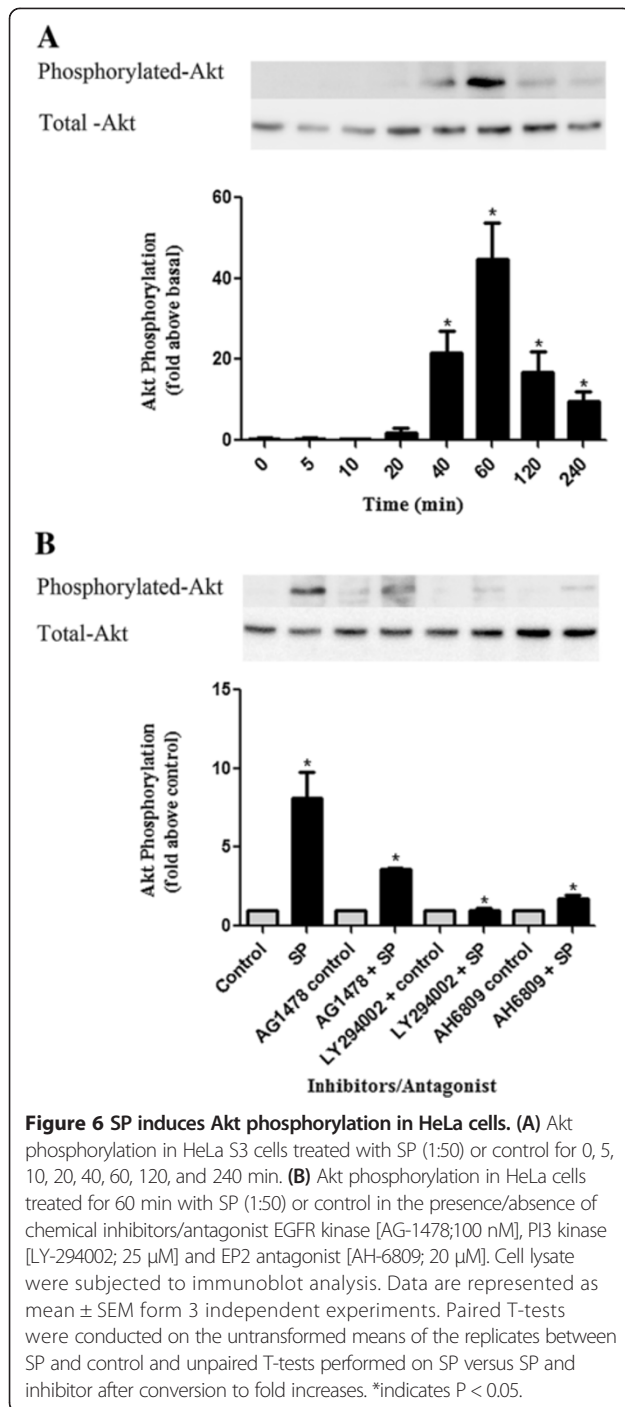 A
Phosphorylated-Akt
Total -Akt
Akt Phosphorylation
(fold above basal)
60
40
20
0
*
*
*
*
0 5 10 20 40 60 120 240
Time (min)
B
Phosphorylated-Akt
Total-Akt
Akt Phosphorylation
(fold above control)
15
10
5
0
*
*
*
*
Control
SP
AG1478 control
AG1478 + SP
LY294002 + control
LY294002 + SP
AH6809 control
AH6809 + SP
Inhibitors/Antagonist
Figure 6 SP induces Akt phosphorylation in HeLa cells. (A) Akt
phosphorylation in HeLa S3 cells treated with SP (1:50) or control for 0, 5,
10, 20, 40, 60, 120, and 240 min. (B) Akt phosphorylation in HeLa cells
treated for 60 min with SP (1:50) or control in the presence/absence of
chemical inhibitors/antagonist EGFR kinase [AG-1478;100 nM], PI3 kinase
[LY-294002; 25 μM] and EP2 antagonist [AH-6809; 20 μM]. Cell lysate
were subjected to immunoblot analysis. Data are represented as
mean ± SEM form 3 independent experiments. Paired T-tests
were conducted on the untransformed means of the replicates between
SP and control and unpaired T-tests performed on SP versus SP and
inhibitor after conversion to fold increases. *indicates P < 0.05.